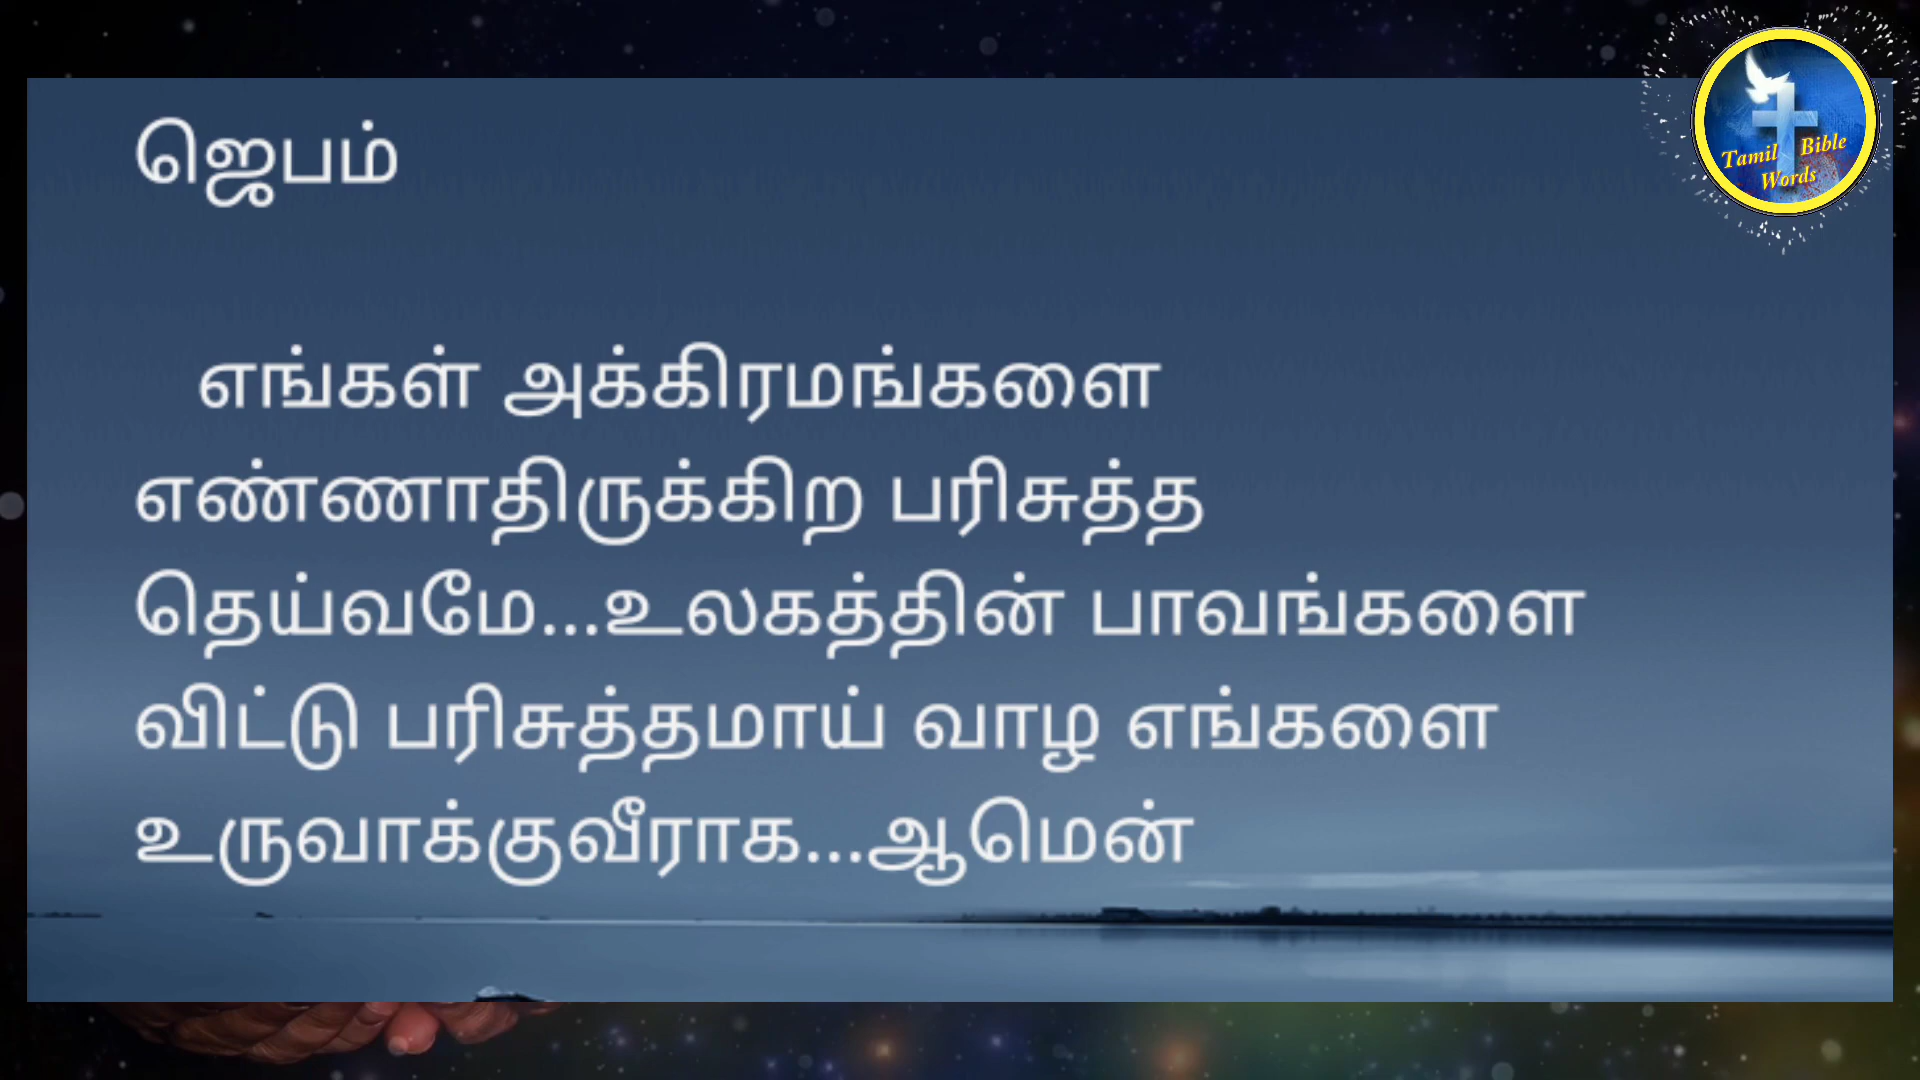 ஜெபம்
எங்கள் அக்கிரமங்களை
எண்ணாதிருக்கிற பரிசுத்த
தெய்வமே...உலகத்தின் பாவங்களை
விட்டு பரிசுத்தமாய் வாழ எங்களை
உருவாக்குவீராக...ஆமென்
Tamil Bible
Words